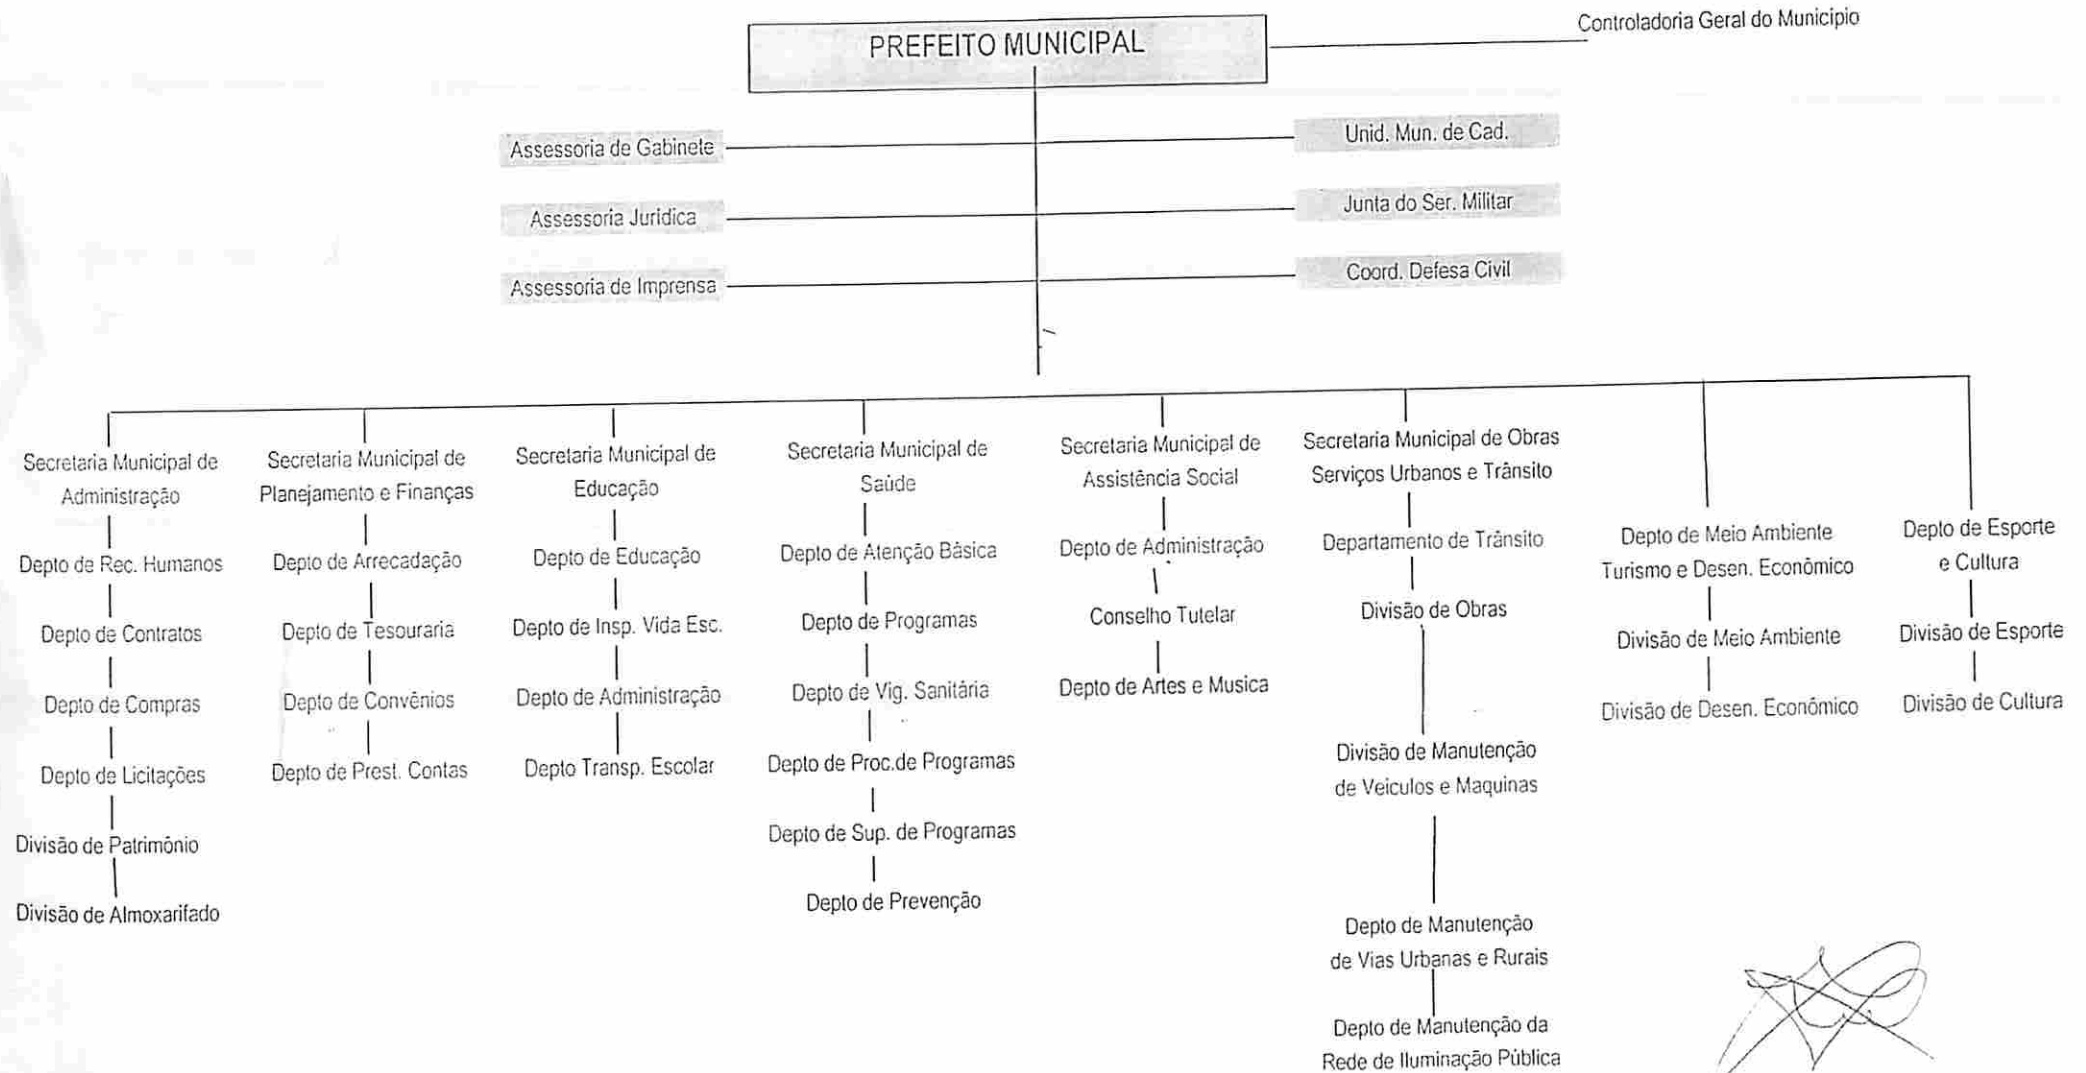 PREFEITO MUNICIPAL
Controladoria Geral do Municipio
Assessoria de Gabinete
Unid. Mun. de Cad.
Assessoria Juridica
Junta do Ser. Militar
Assessoria de Imprensa
Coord. Defesa Civil
Secretaria Municipal de
Administração
Depto de Rec. Humanos
Depto de Contratos
Depto de Compras
Depto de Licitações
Divisão de Patrimônio
Divisão de Almoxarifado
Secretaria Municipal de
Planejamento e Finanças
Depto de Arrecadação
Depto de Tesouraria
Depto de Convênios
Depto de Prest. Contas
Secretaria Municipal de
Educação
Depto de Educação
Depto de Insp. Vida Esc.
Depto de Administração
Depto Transp. Escolar
Secretaria Municipal de
Saúde
Depto de Atenção Básica
Depto de Programas
Depto de Vig. Sanitária
Depto de Proc.de Programas
Depto de Sup. de Programas
Depto de Prevenção
Secretaria Municipal de
Assistência Social
Depto de Administração
Conselho Tutelar
Depto de Artes e Musica
Secretaria Municipal de Obras
Serviços Urbanos e Trânsito
Departamento de Trânsito
Divisão de Obras
Divisão de Manutenção
de Veiculos e Maquinas
Depto de Manutenção
de Vias Urbanas e Rurais
Depto de Manutenção da
Rede de Iluminação Pública
Depto de Meio Ambiente
Turismo e Desen. Econômico
Divisão de Meio Ambiente
Divisão de Desen. Econômico
Depto de Esporte
e Cultura
Divisão de Esporte
Divisão de Cultura